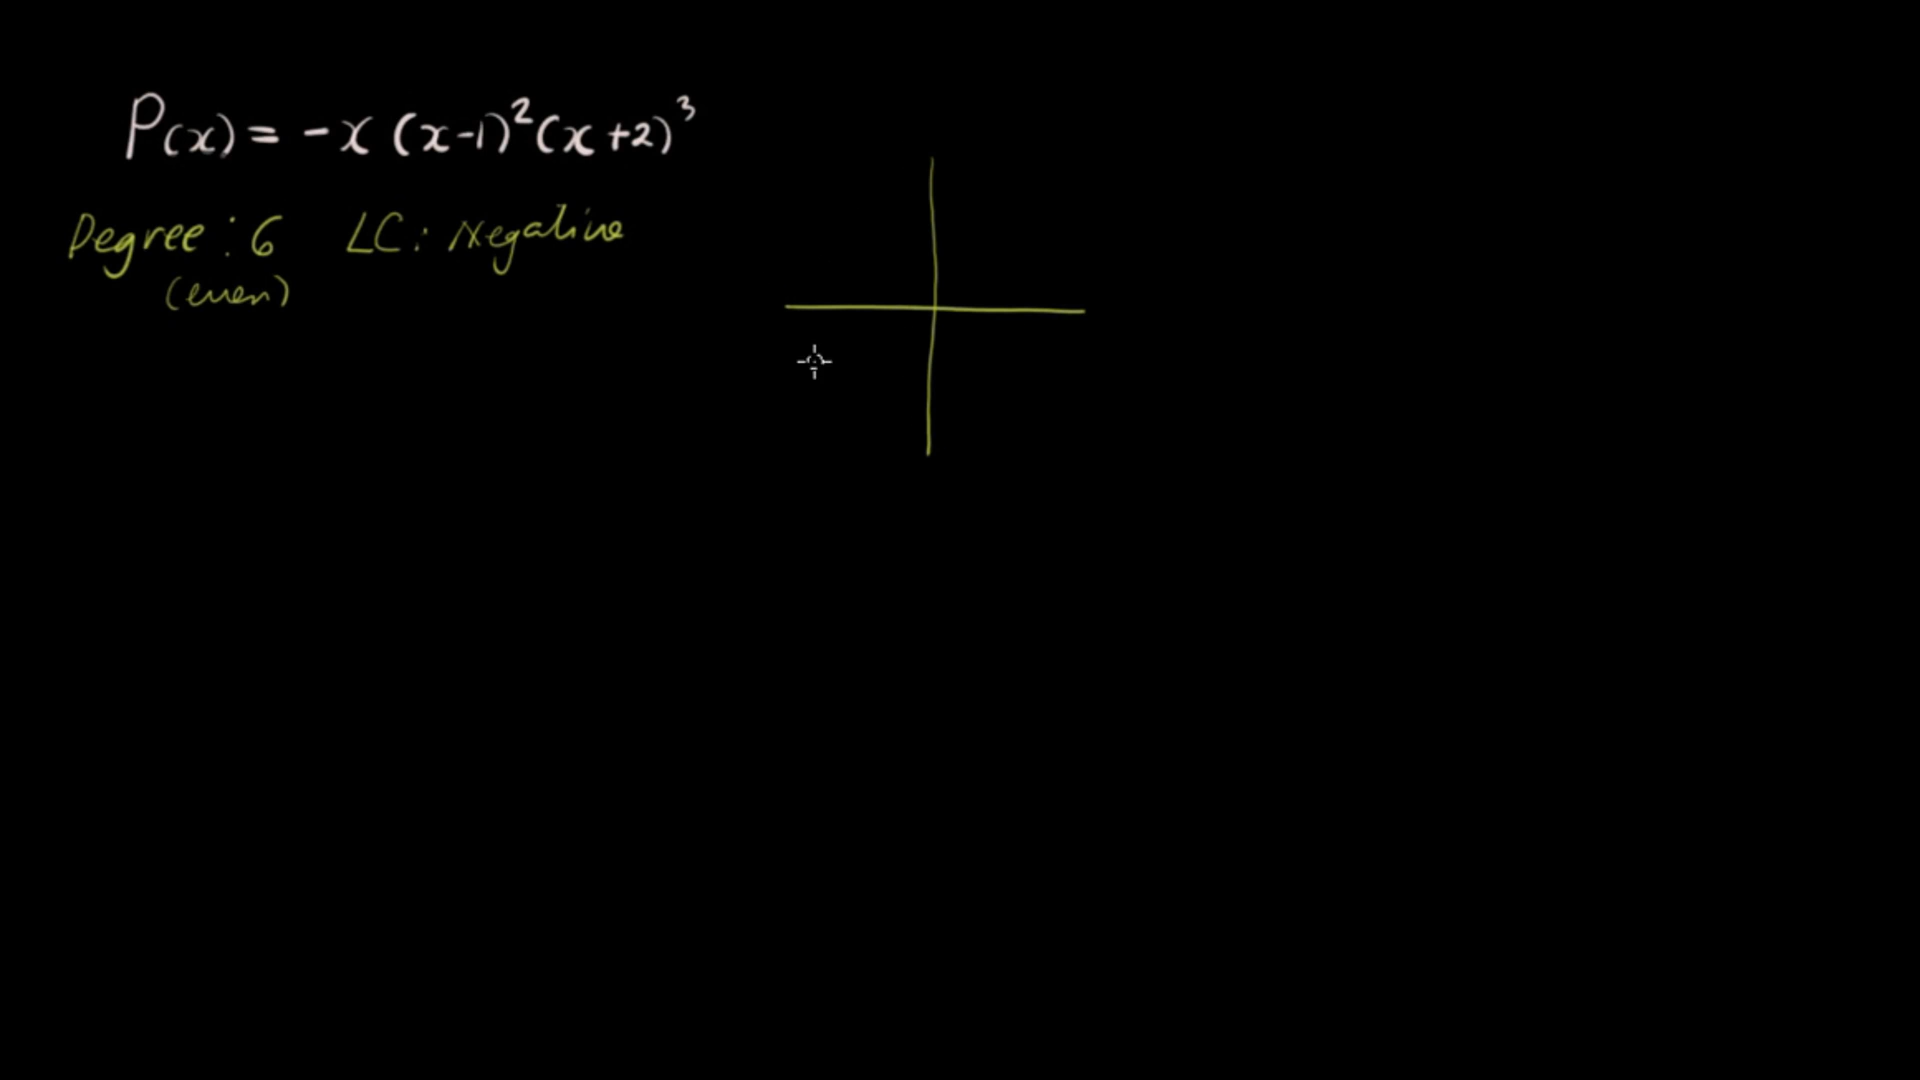 P(x) = -x (x-1)²(x+2)³
Degree: 6 LC: Negative
(even)